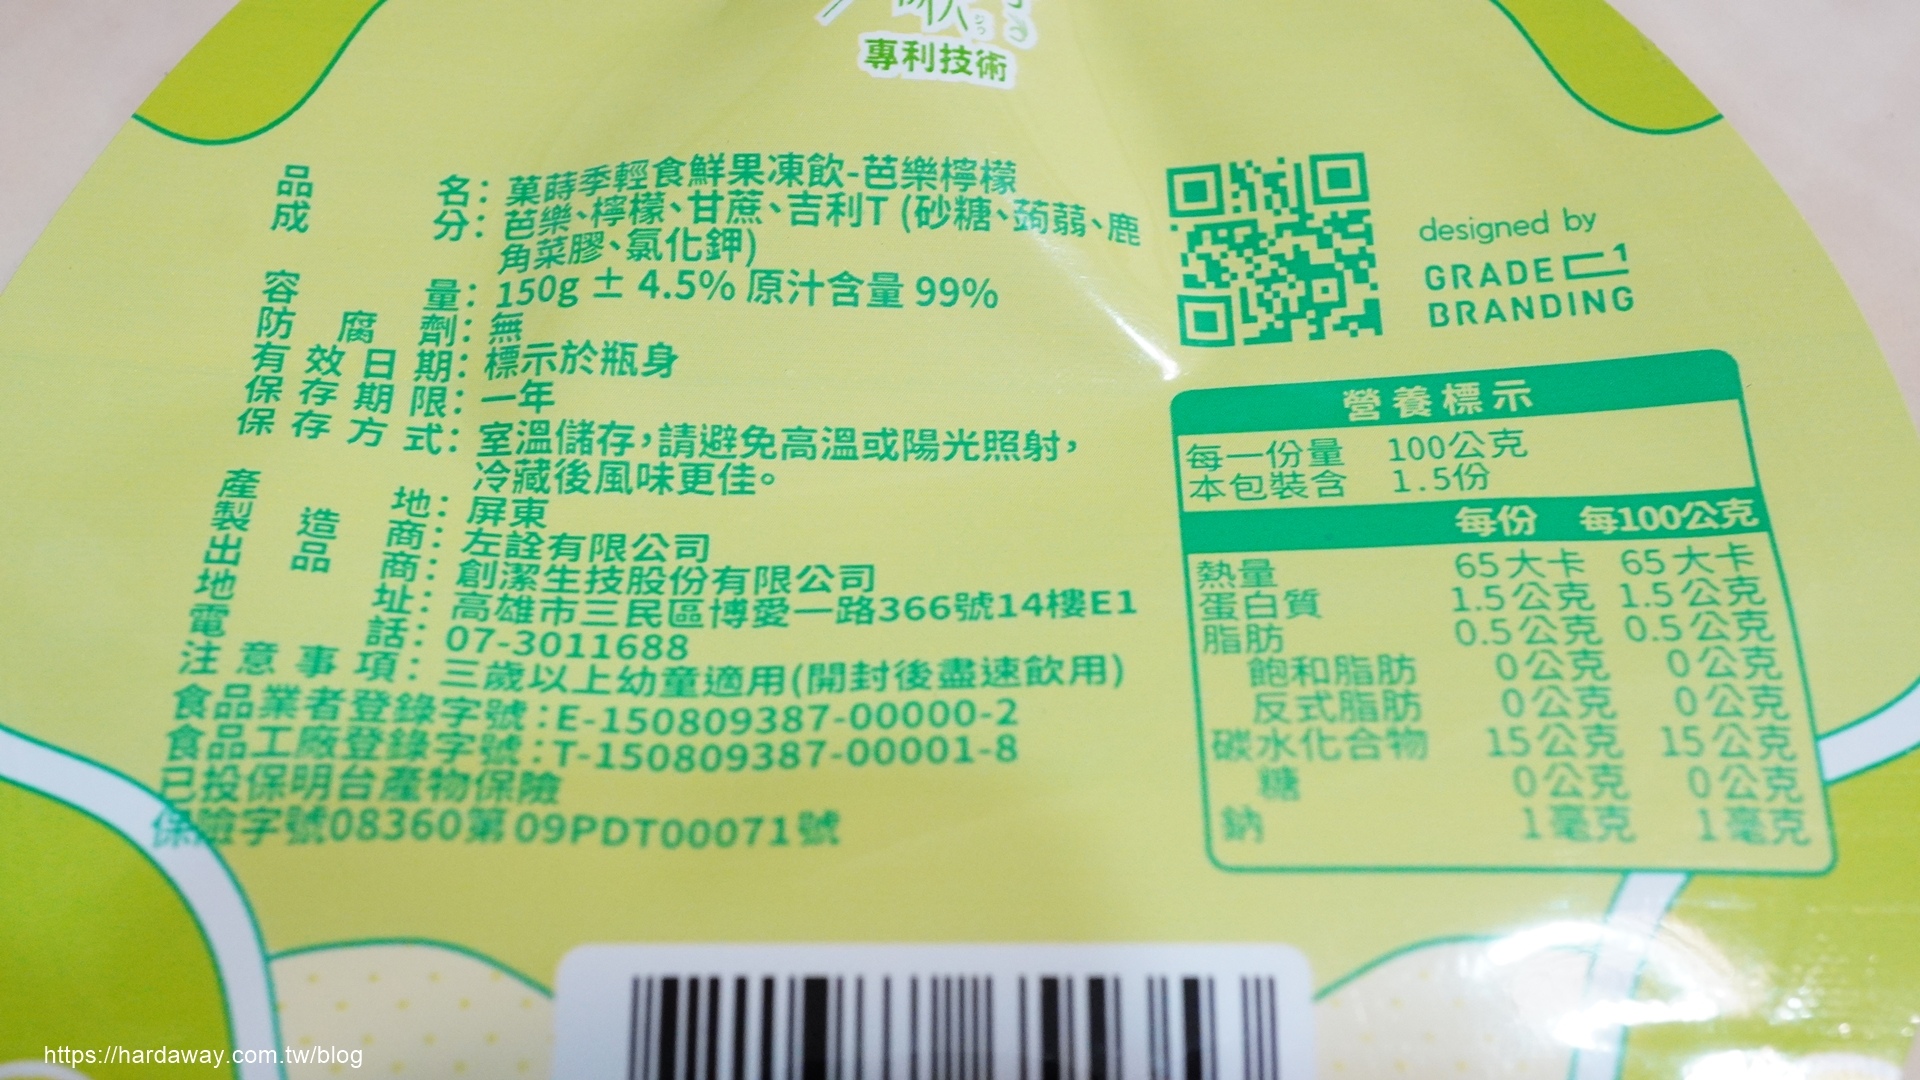 專利技術
品名：菓蒔季輕食鮮果凍飲-芭樂檸檬
成分：芭樂、檸檬、甘蔗、吉利T (砂糖、蒟蒻、鹿
角菜膠、氯化鉀)
容量：150g ± 4.5% 原汁含量 99%
防腐劑：無
有效日期：標示於瓶身
保存期限：一年
保存方式：室溫儲存，請避免高溫或陽光照射，
冷藏後風味更佳。
產地：屏東
製造商：左詮有限公司
出品商：創潔生技股份有限公司
地址：高雄市三民區博愛一路366號14樓E1
電話：07-3011688
注意事項：三歲以上幼童適用(開封後盡速飲用)
食品業者登錄字號：E-150809387-00000-2
食品工廠登錄字號：T-150809387-00001-8
已投保明台產物保險
保險字號08360第09PDT00071號
designed by
GRADE 1
BRANDING
營養標示
每一份量 100公克
本包裝含 1.5份
每份 每100公克
熱量 65大卡 65大卡
蛋白質 1.5公克 1.5公克
脂肪 0.5公克 0.5公克
飽和脂肪 0公克 0公克
反式脂肪 0公克 0公克
碳水化合物 15公克 15公克
糖 0公克 0公克
鈉 1毫克 1毫克
https://hardaway.com.tw/blog